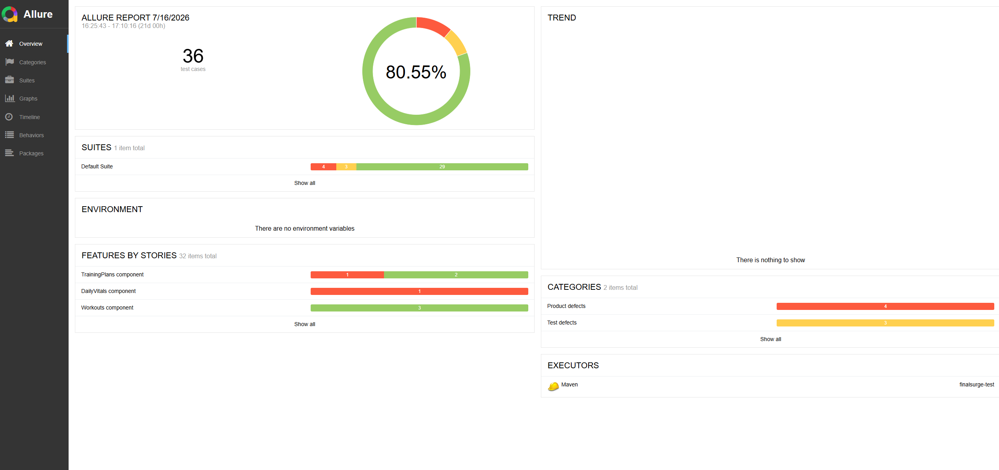 Allure
Overview
Categories
Suites
Graphs
Timeline
Behaviors
Packages
ALLURE REPORT 7/16/2026
16:25:43 - 17:10:16 (21d 00h)
36
test cases
80.55%
SUITES 1 item total
Default Suite 4 3 29
Show all
ENVIRONMENT
There are no environment variables
FEATURES BY STORIES 32 items total
TrainingPlans component 1 2
DailyVitals component 1
Workouts component 3
Show all
TREND
There is nothing to show
CATEGORIES 2 items total
Product defects 4
Test defects 3
Show all
EXECUTORS
Maven finalsurge-test